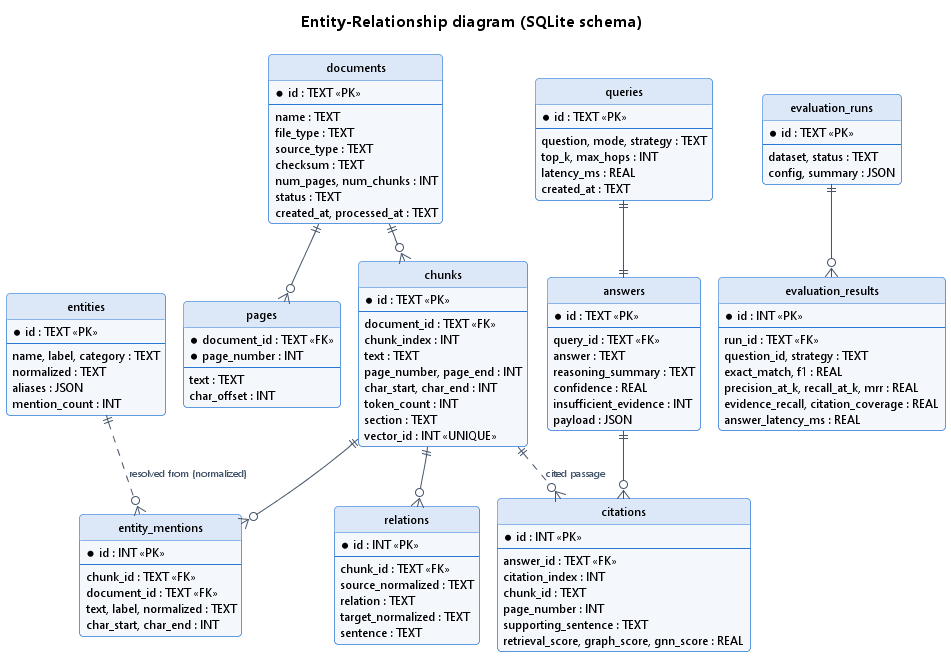 Entity-Relationship diagram (SQLite schema)
documents
● id : TEXT «PK»
name : TEXT
file_type : TEXT
source_type : TEXT
checksum : TEXT
num_pages, num_chunks : INT
status : TEXT
created_at, processed_at : TEXT
queries
● id : TEXT «PK»
question, mode, strategy : TEXT
top_k, max_hops : INT
latency_ms : REAL
created_at : TEXT
evaluation_runs
● id : TEXT «PK»
dataset, status : TEXT
config, summary : JSON
entities
● id : TEXT «PK»
name, label, category : TEXT
normalized : TEXT
aliases : JSON
mention_count : INT
pages
● document_id : TEXT «FK»
● page_number : INT
text : TEXT
char_offset : INT
chunks
● id : TEXT «PK»
document_id : TEXT «FK»
chunk_index : INT
text : TEXT
page_number, page_end : INT
char_start, char_end : INT
token_count : INT
section : TEXT
vector_id : INT «UNIQUE»
answers
● id : TEXT «PK»
query_id : TEXT «FK»
answer : TEXT
reasoning_summary : TEXT
confidence : REAL
insufficient_evidence : INT
payload : JSON
evaluation_results
● id : INT «PK»
run_id : TEXT «FK»
question_id, strategy : TEXT
exact_match, f1 : REAL
precision_at_k, recall_at_k, mrr : REAL
evidence_recall, citation_coverage : REAL
answer_latency_ms : REAL
resolved from (normalized)
cited passage
entity_mentions
● id : INT «PK»
chunk_id : TEXT «FK»
document_id : TEXT «FK»
text, label, normalized : TEXT
char_start, char_end : INT
relations
● id : INT «PK»
chunk_id : TEXT «FK»
source_normalized : TEXT
relation : TEXT
target_normalized : TEXT
sentence : TEXT
citations
● id : INT «PK»
answer_id : TEXT «FK»
citation_index : INT
chunk_id : TEXT
page_number : INT
supporting_sentence : TEXT
retrieval_score, graph_score, gnn_score : REAL